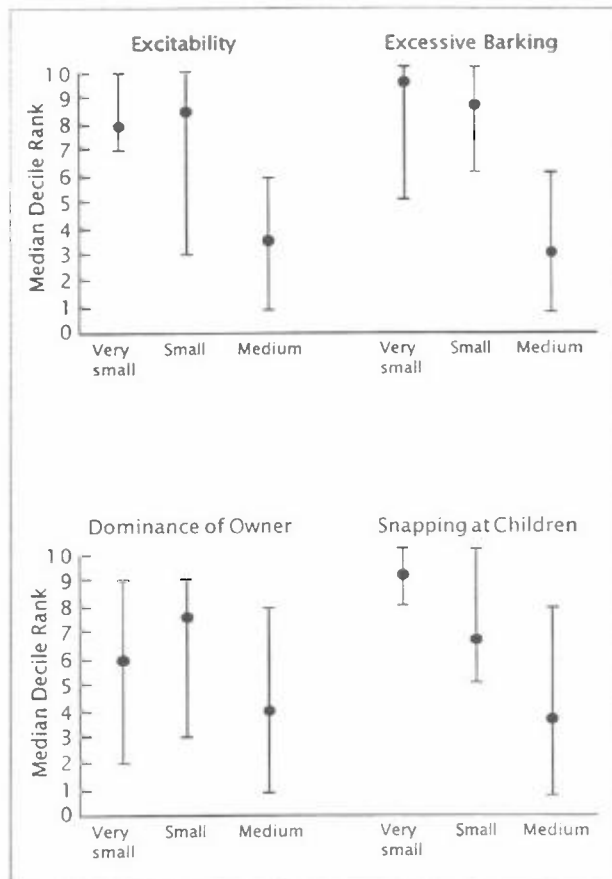 Excitability
Excessive Barking
Median Decile Rank
10
9
8
7
6
5
4
3
2
1
0
Very small
Small
Medium
Very small
Small
Medium
Dominance of Owner
Snapping at Children
Median Decile Rank
10
9
8
7
6
5
4
3
2
1
0
Very small
Small
Medium
Very small
Small
Medium